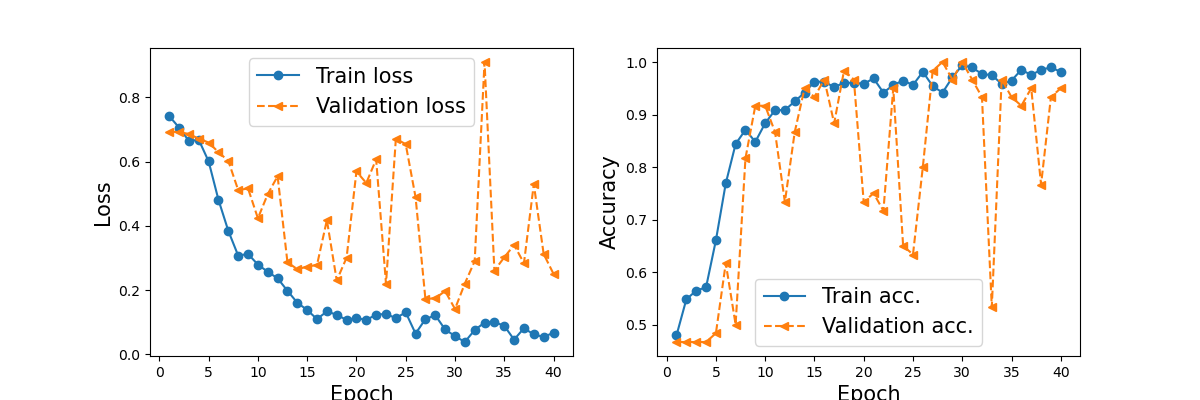 Train loss
Validation loss
0.8
0.6
0.4
0.2
0.0
Loss
0 5 10 15 20 25 30 35 40
Epoch
1.0
0.9
0.8
0.7
0.6
0.5
Accuracy
Train acc.
Validation acc.
0 5 10 15 20 25 30 35 40
Epoch